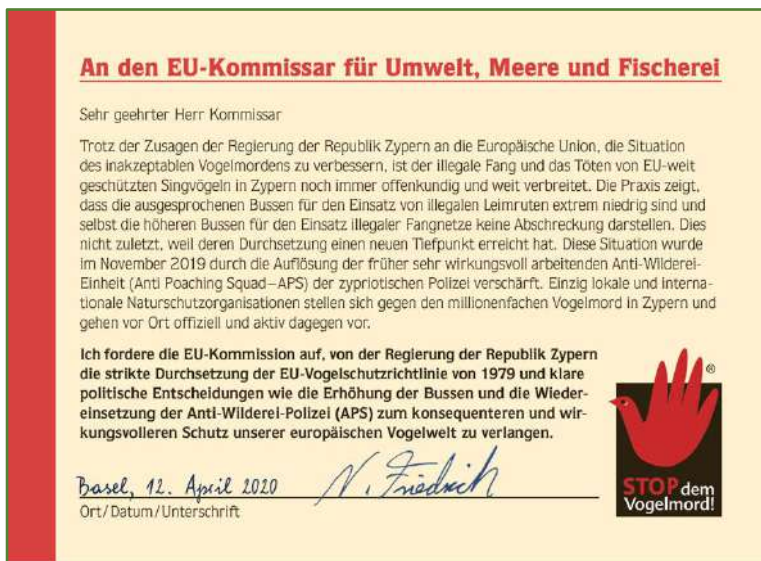 An den EU-Kommissar für Umwelt, Meere und Fischerei
Sehr geehrter Herr Kommissar
Trotz der Zusagen der Regierung der Republik Zypern an die Europäische Union, die Situation
des inakzeptablen Vogelmordens zu verbessern, ist der illegale Fang und das Töten von EU-weit
geschützten Singvögeln in Zypern noch immer offenkundig und weit verbreitet. Die Praxis zeigt,
dass die ausgesprochenen Bussen für den Einsatz von illegalen Leimruten extrem niedrig sind und
selbst die höheren Bussen für den Einsatz illegaler Fangnetze keine Abschreckung darstellen. Dies
nicht zuletzt, weil deren Durchsetzung einen neuen Tiefpunkt erreicht hat. Diese Situation wurde
im November 2019 durch die Auflösung der früher sehr wirkungsvoll arbeitenden Anti-Wilderei-
Einheit (Anti Poaching Squad–APS) der zypriotischen Polizei verschärft. Einzig lokale und interna-
tionale Naturschutzorganisationen stellen sich gegen den millionenfachen Vogelmord in Zypern und
gehen vor Ort offiziell und aktiv dagegen vor.
Ich fordere die EU-Kommission auf, von der Regierung der Republik Zypern
die strikte Durchsetzung der EU-Vogelschutzrichtlinie von 1979 und klare
politische Entscheidungen wie die Erhöhung der Bussen und die Wieder-
einsetzung der Anti-Wilderei-Polizei (APS) zum konsequenteren und wir-
kungsvolleren Schutz unserer europäischen Vogelwelt zu verlangen.
Basel, 12. April 2020 N. Friedrich
Ort/Datum/Unterschrift
®
STOP dem
Vogelmord!